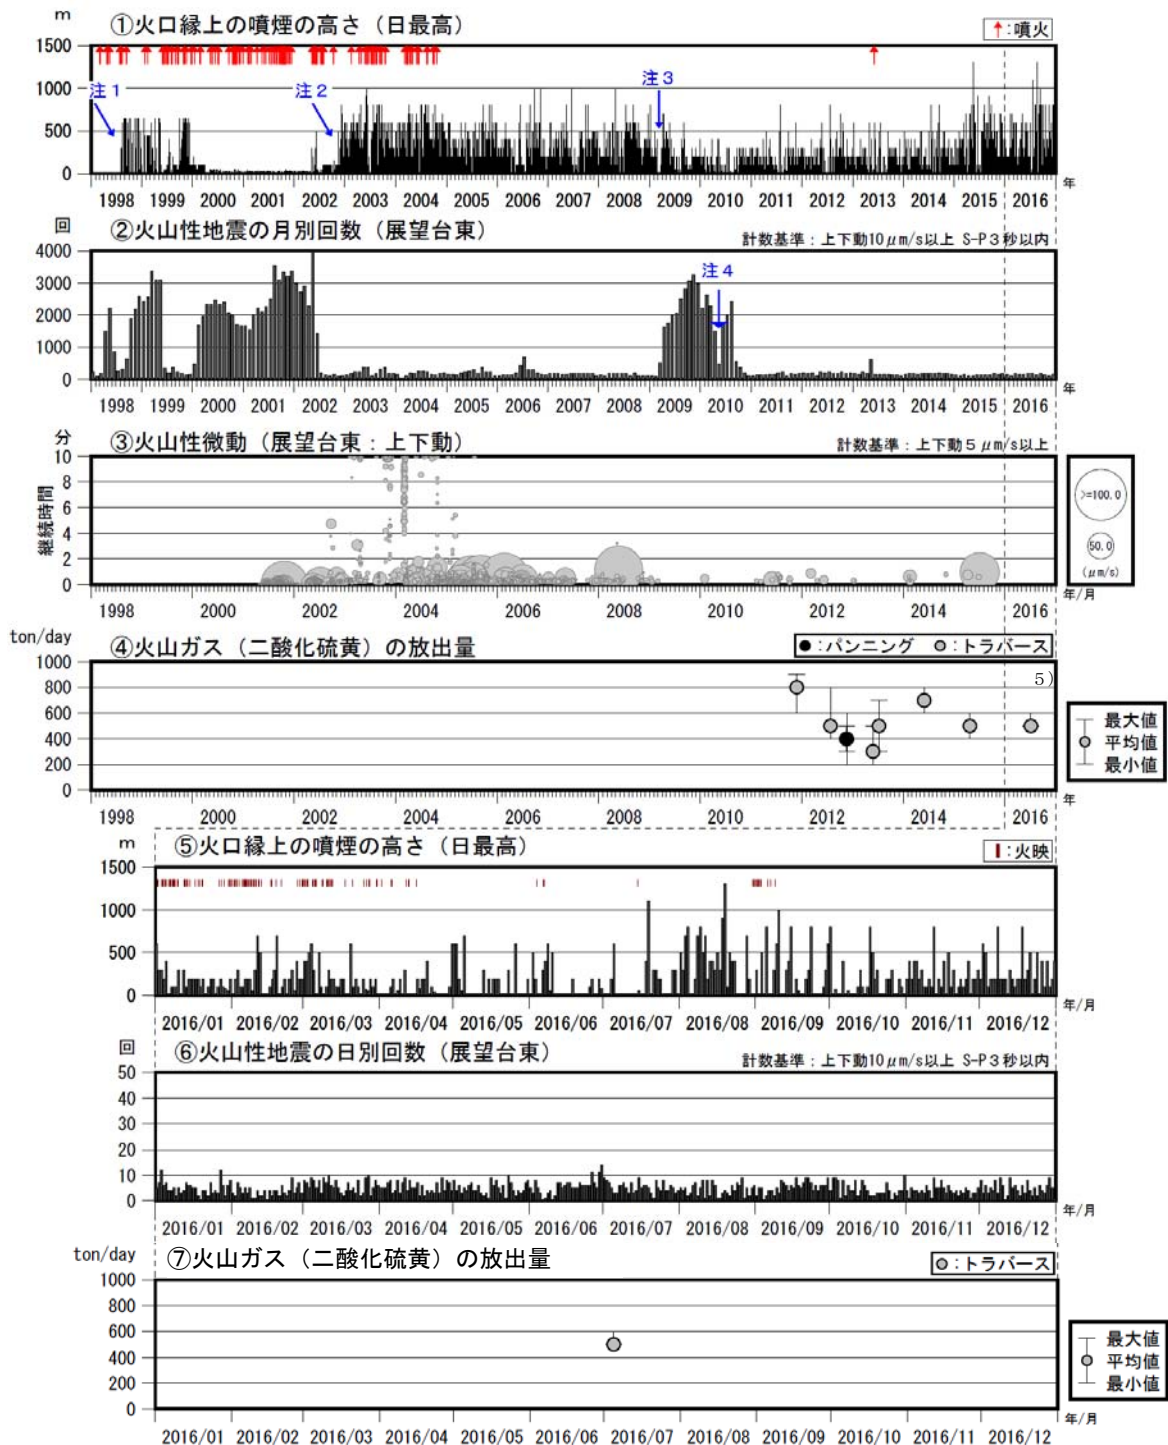 m ①火口縁上の噴煙の高さ（日最高） ↑:噴火
1500
1000
500
0
注1 注2 注3
1998 1999 2000 2001 2002 2003 2004 2005 2006 2007 2008 2009 2010 2011 2012 2013 2014 2015 2016 年
回 ②火山性地震の月別回数（展望台東） 計数基準：上下動10μm/s以上 S-P3秒以内
4000
3000
2000
1000
0
注4
1998 1999 2000 2001 2002 2003 2004 2005 2006 2007 2008 2009 2010 2011 2012 2013 2014 2015 2016 年
分 ③火山性微動（展望台東：上下動） 計数基準：上下動5μm/s以上
継続時間
10
8
6
4
2
0
>=100.0
50.0
(μm/s)
1998 2000 2002 2004 2006 2008 2010 2012 2014 2016 年/月
ton/day ④火山ガス（二酸化硫黄）の放出量 ●:パンニング ○:トラバース
1000
800
600
400
200
0
5)
最大値
平均値
最小値
1998 2000 2002 2004 2006 2008 2010 2012 2014 2016 年
m ⑤火口縁上の噴煙の高さ（日最高） :火映
1500
1000
500
0
2016/01 2016/02 2016/03 2016/04 2016/05 2016/06 2016/07 2016/08 2016/09 2016/10 2016/11 2016/12 年/月
回 ⑥火山性地震の日別回数（展望台東） 計数基準：上下動10μm/s以上 S-P3秒以内
50
40
30
20
10
0
2016/01 2016/02 2016/03 2016/04 2016/05 2016/06 2016/07 2016/08 2016/09 2016/10 2016/11 2016/12 年/月
ton/day ⑦火山ガス（二酸化硫黄）の放出量 ○:トラバース
1000
800
600
400
200
0
最大値
平均値
最小値
2016/01 2016/02 2016/03 2016/04 2016/05 2016/06 2016/07 2016/08 2016/09 2016/10 2016/11 2016/12 年/月